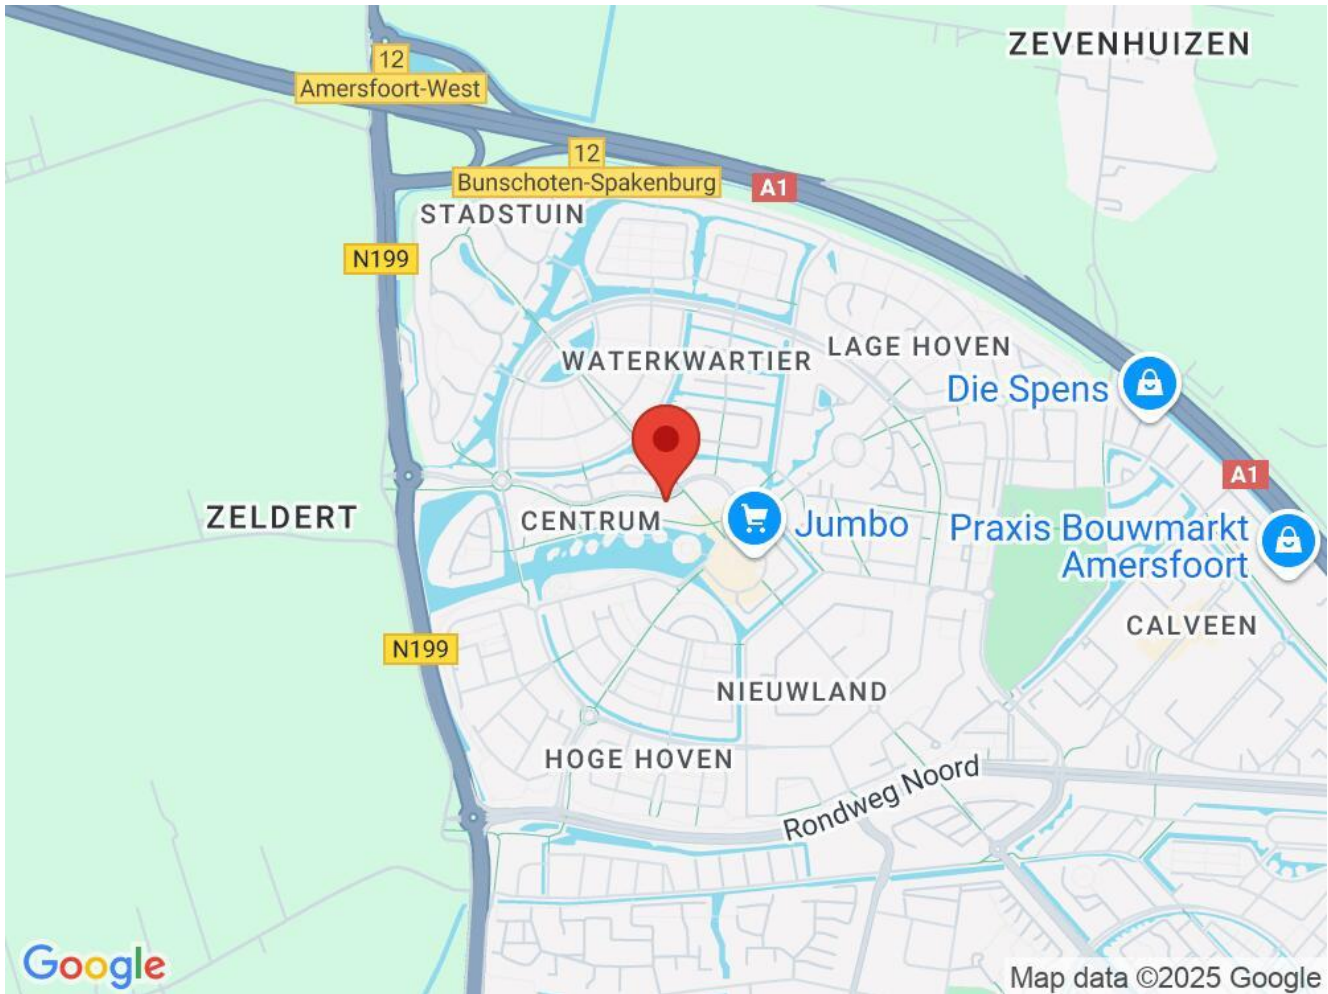 ZEVENHUIZEN
12
Amersfoort-West
12
Bunschoten-Spakenburg
A1
STADSTUIN
N199
WATERKWARTIER
LAGE HOVEN
Die Spens
A1
ZELDERT
CENTRUM
Jumbo
Praxis Bouwmarkt
Amersfoort
CALVEEN
N199
NIEUWLAND
HOGE HOVEN
Rondweg Noord
Google
Map data ©2025 Google